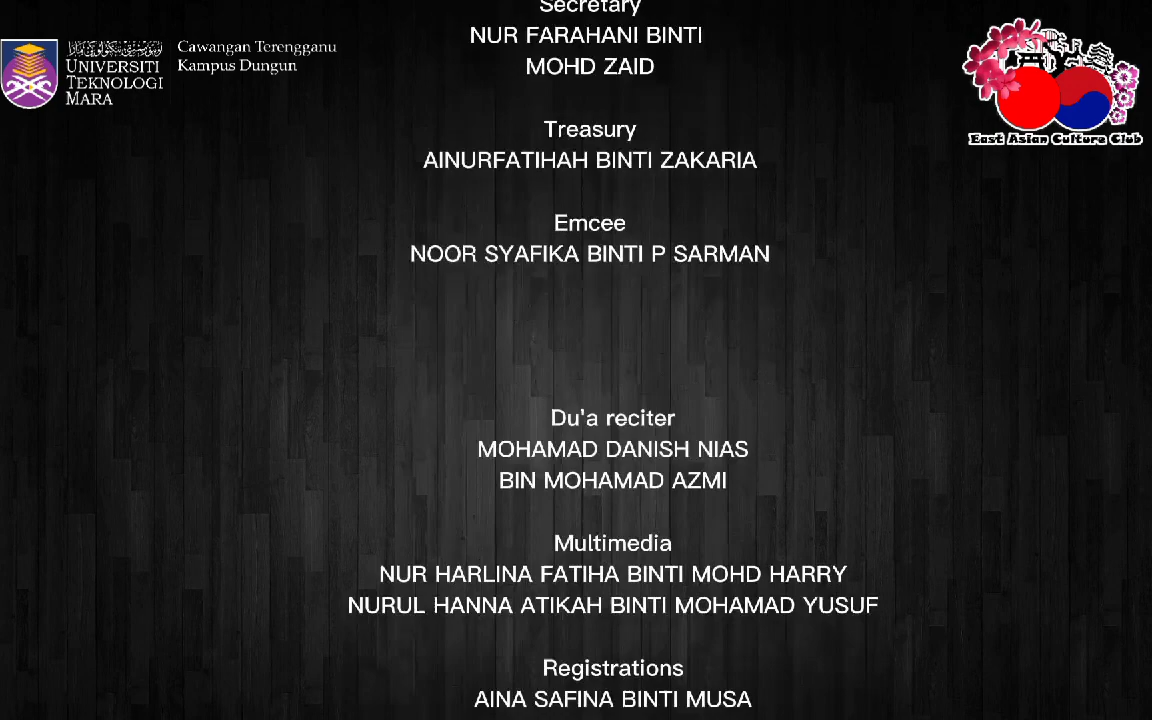 Secretary
NUR FARAHANI BINTI
MOHD ZAID
UNIVERSITI
TEKNOLOGI
MARA
Cawangan Terengganu
Kampus Dungun
East Asian Culture Club
Treasury
AINURFATIHAH BINTI ZAKARIA
Emcee
NOOR SYAFIKA BINTI P SARMAN
Du'a reciter
MOHAMAD DANISH NIAS
BIN MOHAMAD AZMI
Multimedia
NUR HARLINA FATIHA BINTI MOHD HARRY
NURUL HANNA ATIKAH BINTI MOHAMAD YUSUF
Registrations
AINA SAFINA BINTI MUSA